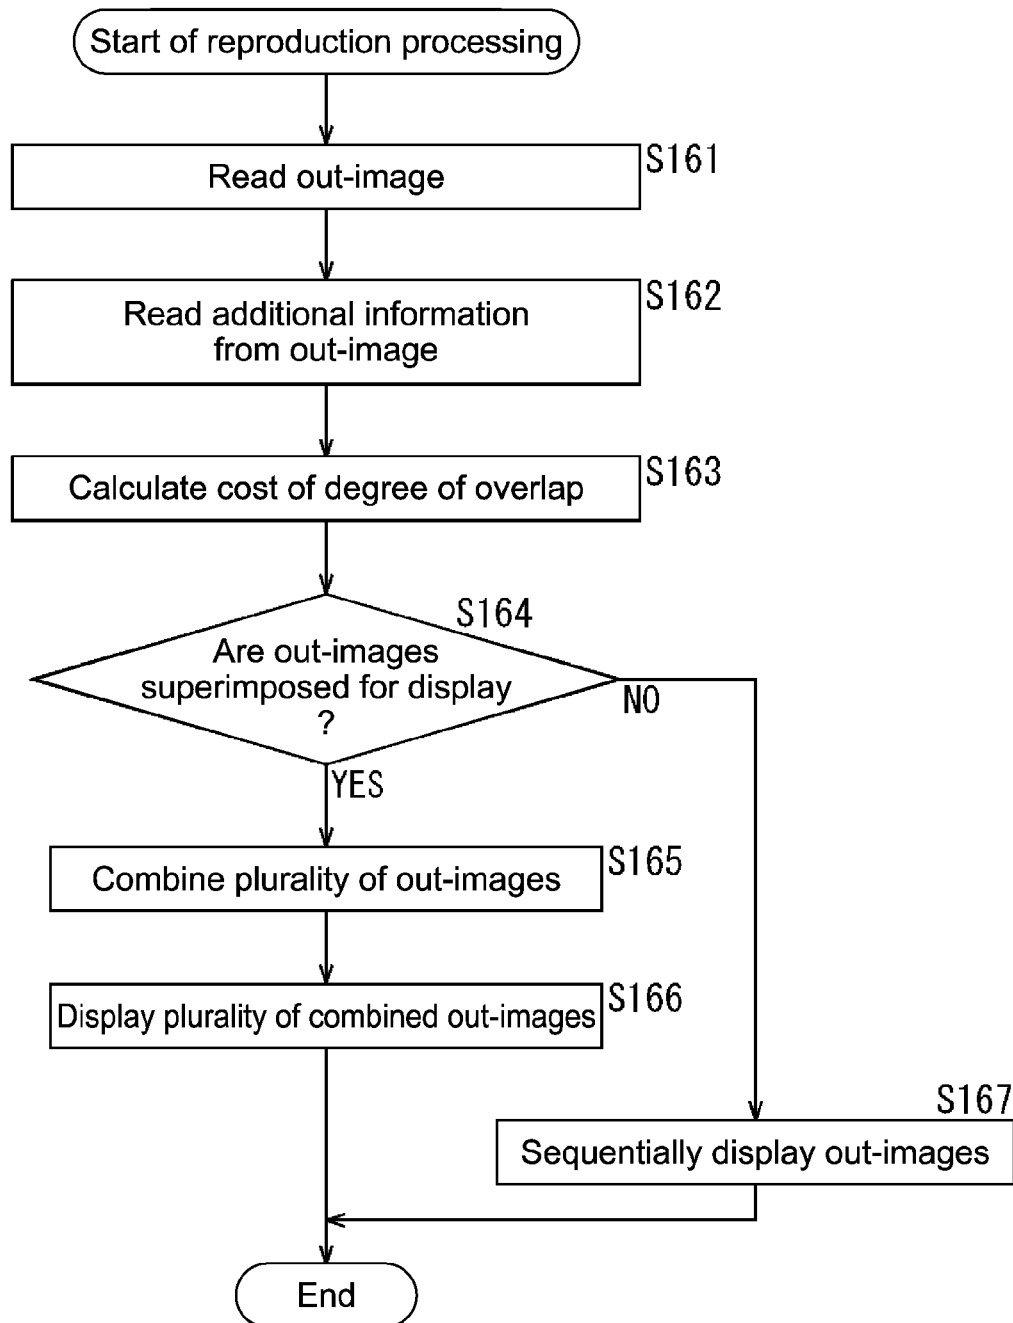 Start of reproduction processing
S161
Read out-image
S162
Read additional information
from out-image
S163
Calculate cost of degree of overlap
S164
Are out-images
superimposed for display
?
NO
YES
S165
Combine plurality of out-images
S166
Display plurality of combined out-images
S167
Sequentially display out-images
End